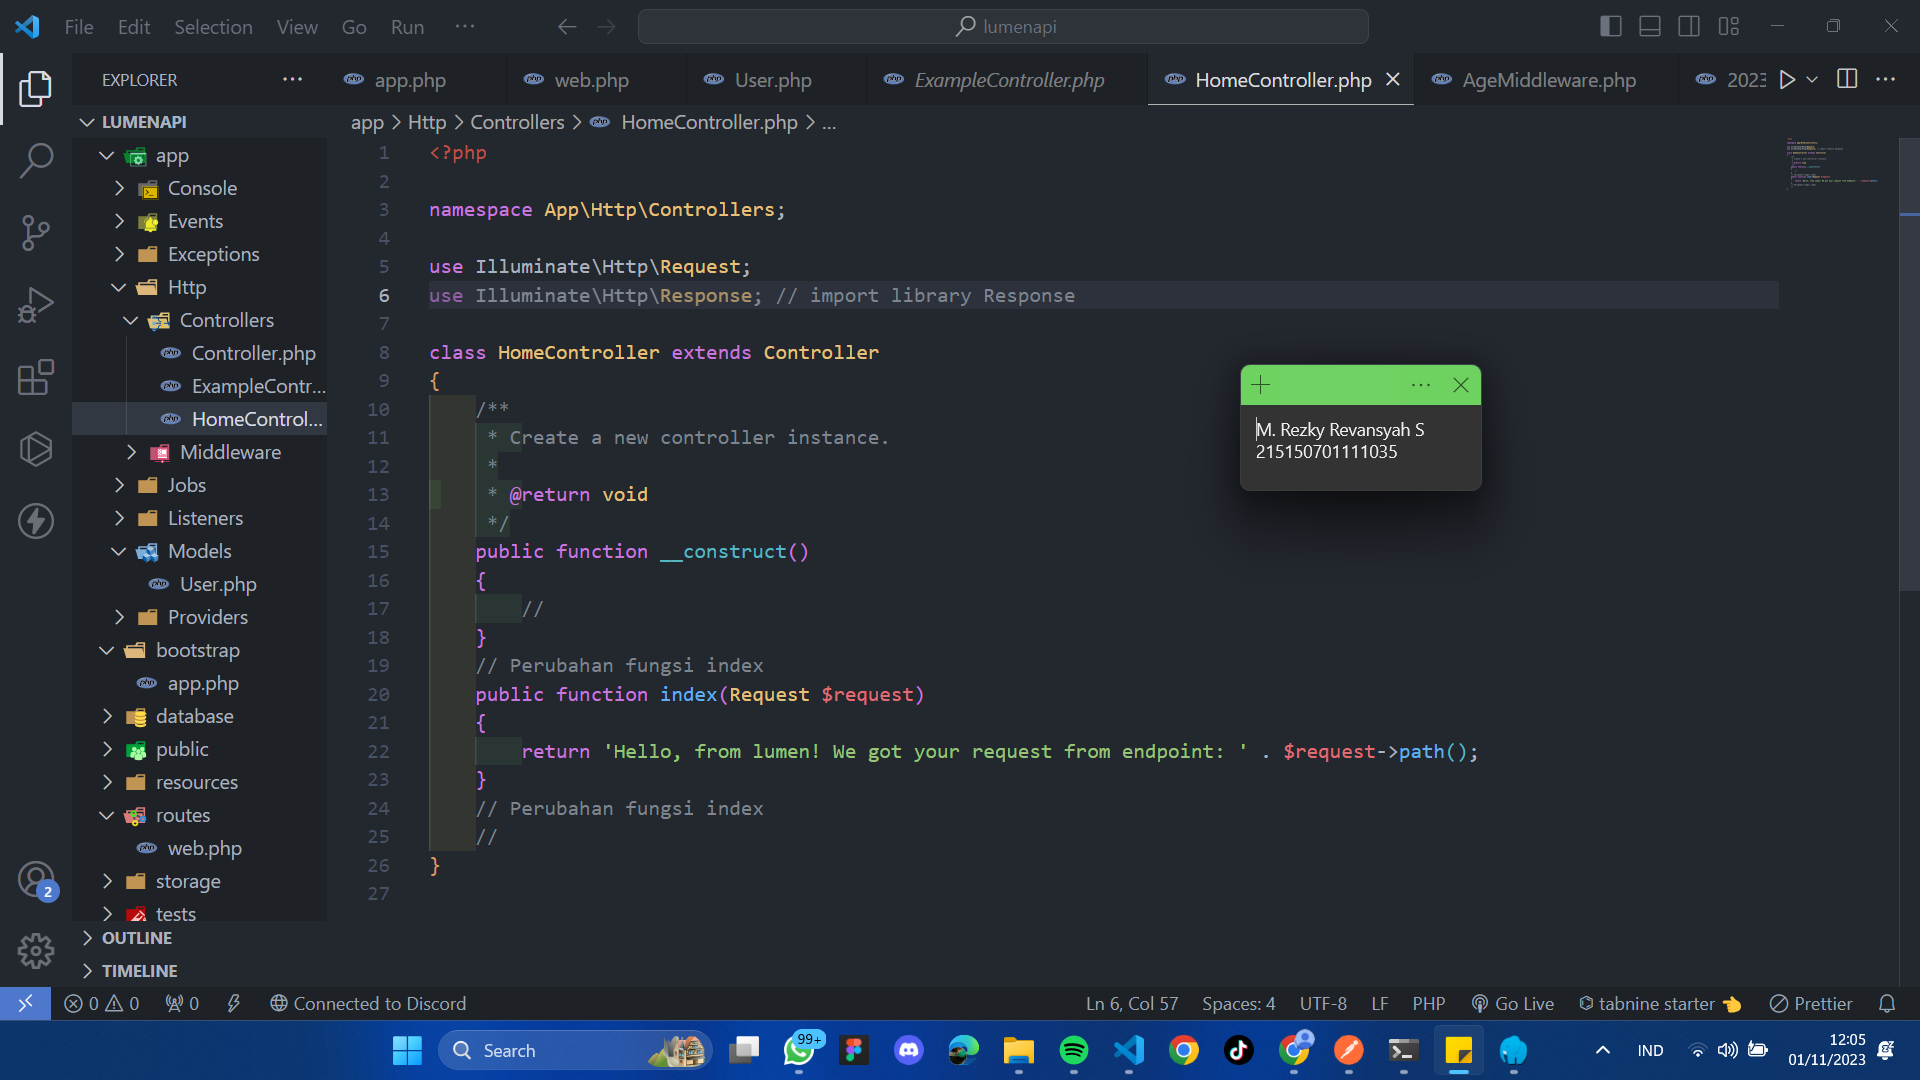 File Edit Selection View Go Run ···
lumenapi
EXPLORER ···
app.php
web.php
User.php
ExampleController.php
HomeController.php
AgeMiddleware.php
2023
LUMENAPI
app > Http > Controllers > HomeController.php > ...
app
Console
Events
Exceptions
Http
Controllers
Controller.php
ExampleContr...
HomeControl...
Middleware
Jobs
Listeners
Models
User.php
Providers
bootstrap
app.php
database
public
resources
routes
web.php
storage
tests
OUTLINE
TIMELINE
1 <?php
2
3 namespace App\Http\Controllers;
4
5 use Illuminate\Http\Request;
6 use Illuminate\Http\Response; // import library Response
7
8 class HomeController extends Controller
9 {
10 /**
11 * Create a new controller instance.
12 *
13 * @return void
14 */
15 public function __construct()
16 {
17 //
18 }
19 // Perubahan fungsi index
20 public function index(Request $request)
21 {
22 return 'Hello, from lumen! We got your request from endpoint: ' . $request->path();
23 }
24 // Perubahan fungsi index
25 //
26 }
27
M. Rezky Revansyah S
215150701111035
2
0 0 0 Connected to Discord
Ln 6, Col 57 Spaces: 4 UTF-8 LF PHP Go Live tabnine starter Prettier
Search
99+
IND
12:05
01/11/2023